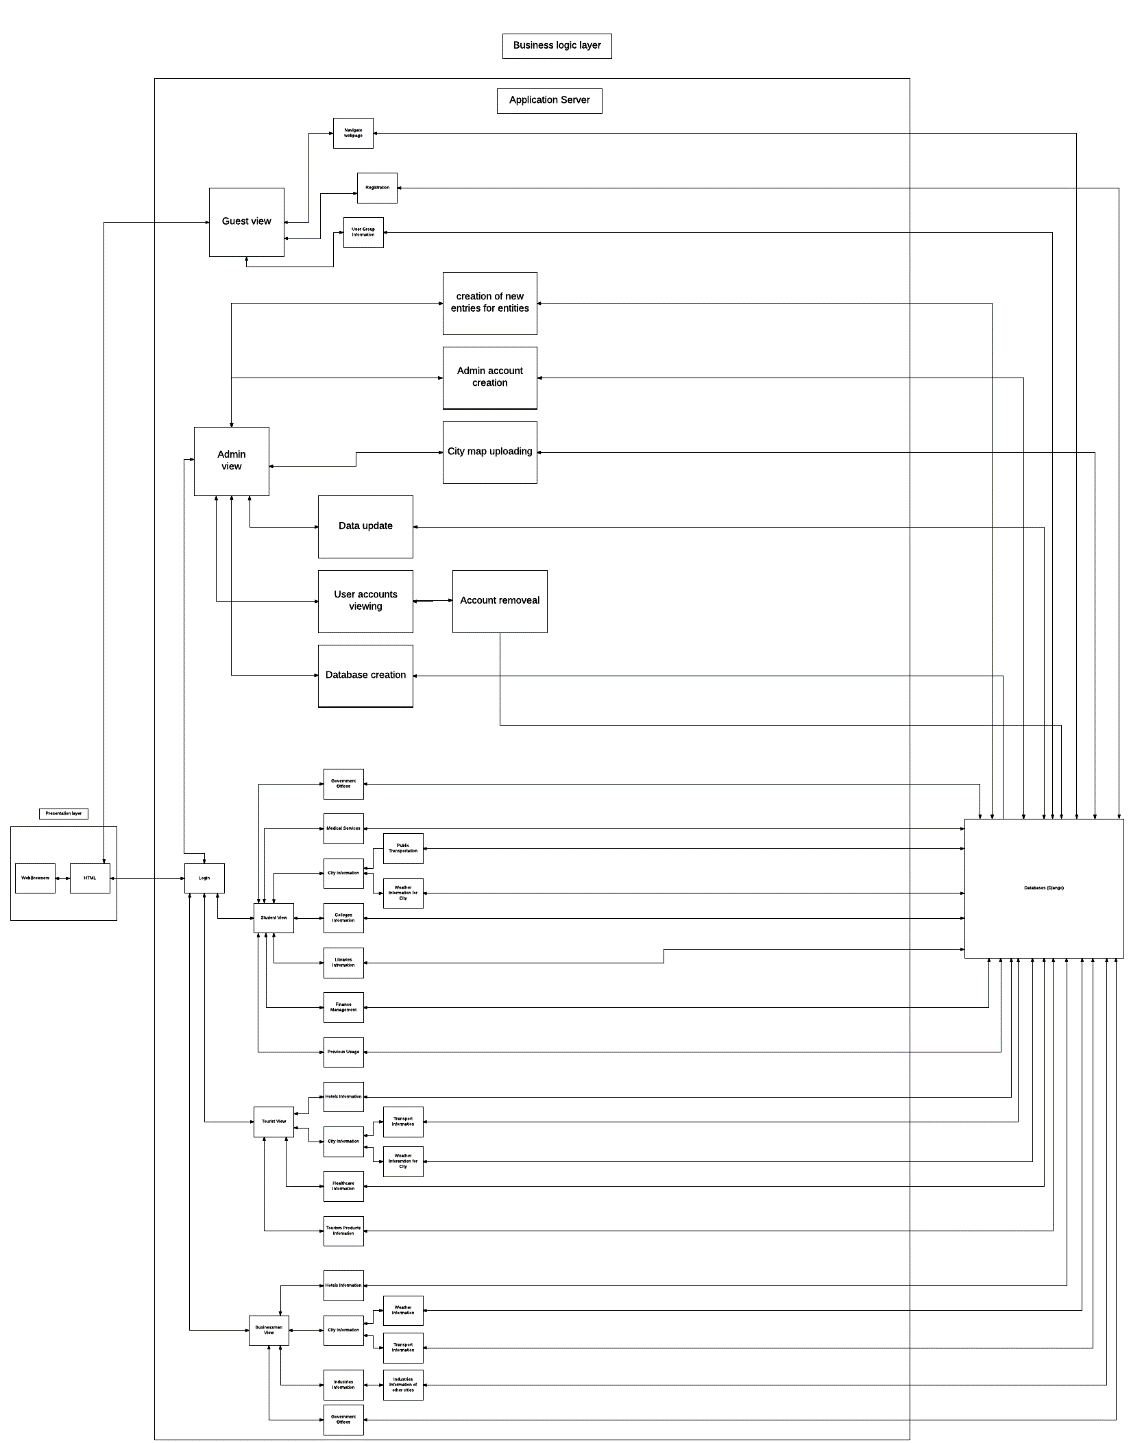 Business logic layer
Application Server
Navigate
webpage
Registration
Guest view
User Group
Information
creation of new
entries for entities
Admin account
creation
Admin
view
City map uploading
Data update
User accounts
viewing
Account removeal
Database creation
Government
Offices
Presentation layer
Medical Services
Public
Transportation
City Information
WebBrowsers
HTML
Login
Weather
Information for
City
Databases (Django)
Student View
Colleges
Information
Libraries
Information
Finance
Management
Previous Usage
Hotels Information
Tourist View
Transport
Information
City Information
Weather
Information for
City
Healthcare
Information
Tourism Products
Information
Hotels Information
Weather
Information
Businessman
View
City Information
Transport
Information
Industries
Information
Industries
Information of
other cities
Government
Offices